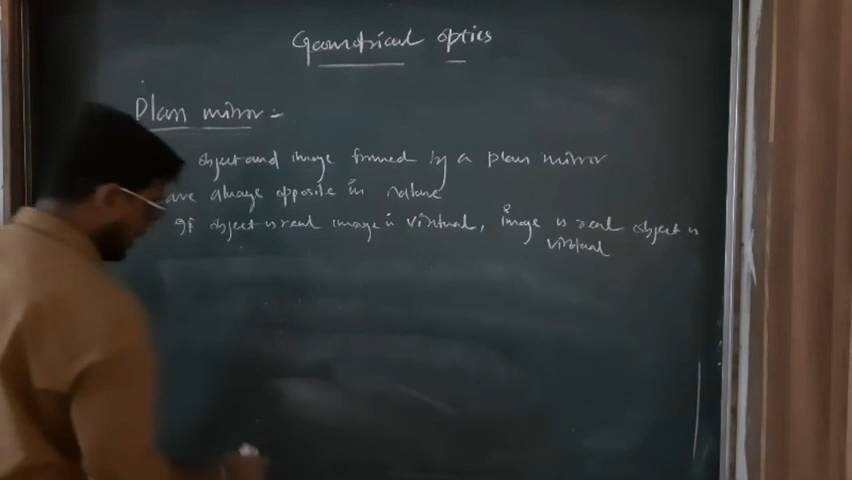 Geometrical optics
Plan mirror :-
object and image formed by a plan mirror
are always opposite in nature
If object is real image is virtual, image is real object is
virtual